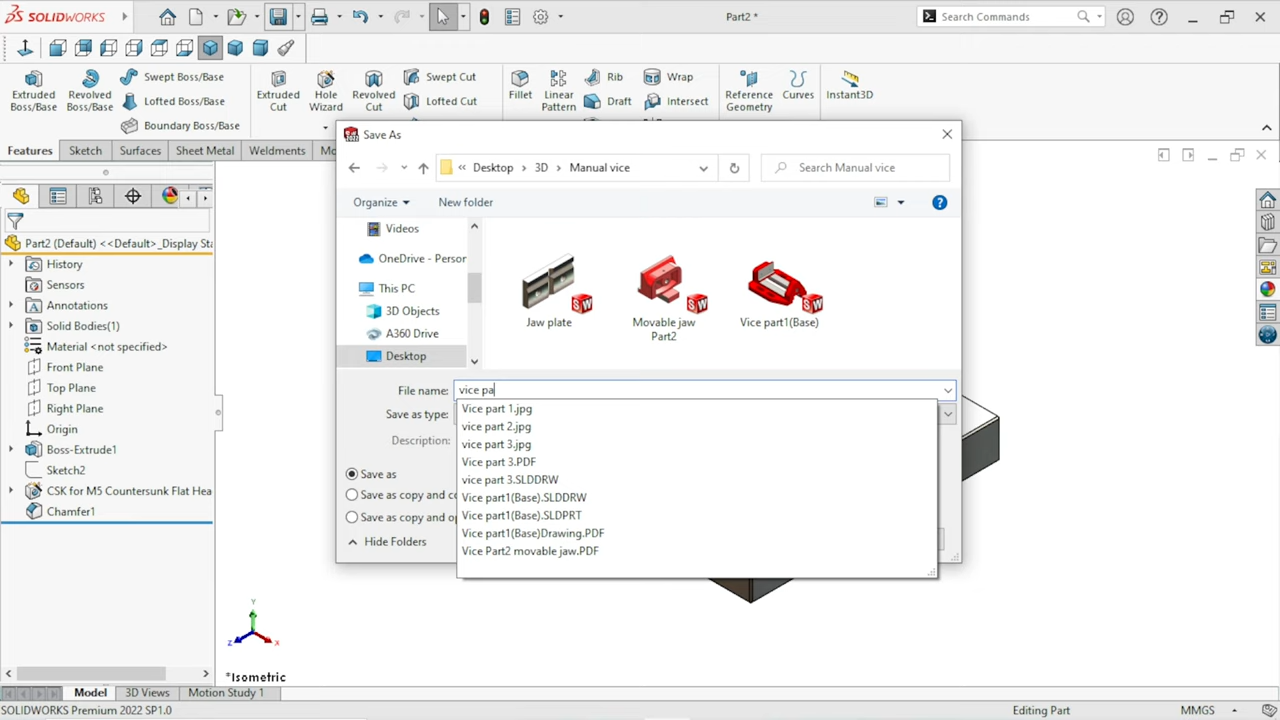 SOLIDWORKS
Part2 *
Search Commands
Extruded Boss/Base
Revolved Boss/Base
Swept Boss/Base
Lofted Boss/Base
Boundary Boss/Base
Extruded Cut
Hole Wizard
Revolved Cut
Swept Cut
Lofted Cut
Fillet
Linear Pattern
Rib
Draft
Wrap
Intersect
Reference Geometry
Curves
Instant3D
Features
Sketch
Surfaces
Sheet Metal
Weldments
Mo
Part2 (Default) <<Default>_Display Sta
History
Sensors
Annotations
Solid Bodies(1)
Material <not specified>
Front Plane
Top Plane
Right Plane
Origin
Boss-Extrude1
Sketch2
CSK for M5 Countersunk Flat Hea
Chamfer1
Save As
« Desktop > 3D > Manual vice
Search Manual vice
Organize
New folder
Videos
OneDrive - Person
This PC
3D Objects
A360 Drive
Desktop
Jaw plate
Movable jaw
Part2
Vice part1(Base)
File name: vice pa
Save as type:
Description:
Vice part 1.jpg
vice part 2.jpg
vice part 3.jpg
Vice part 3.PDF
vice part 3.SLDDRW
Vice part1(Base).SLDDRW
Vice part1(Base).SLDPRT
Vice part1(Base)Drawing.PDF
Vice Part2 movable jaw.PDF
Save as
Save as copy and co
Save as copy and op
Hide Folders
Y
Z
X
*Isometric
Model
3D Views
Motion Study 1
SOLIDWORKS Premium 2022 SP1.0
Editing Part
MMGS